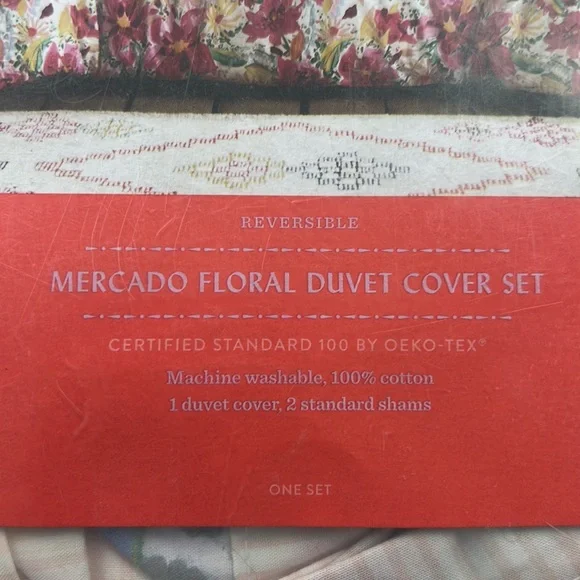 REVERSIBLE
MERCADO FLORAL DUVET COVER SET
CERTIFIED STANDARD 100 BY OEKO-TEX®
Machine washable, 100% cotton
1 duvet cover, 2 standard shams
ONE SET